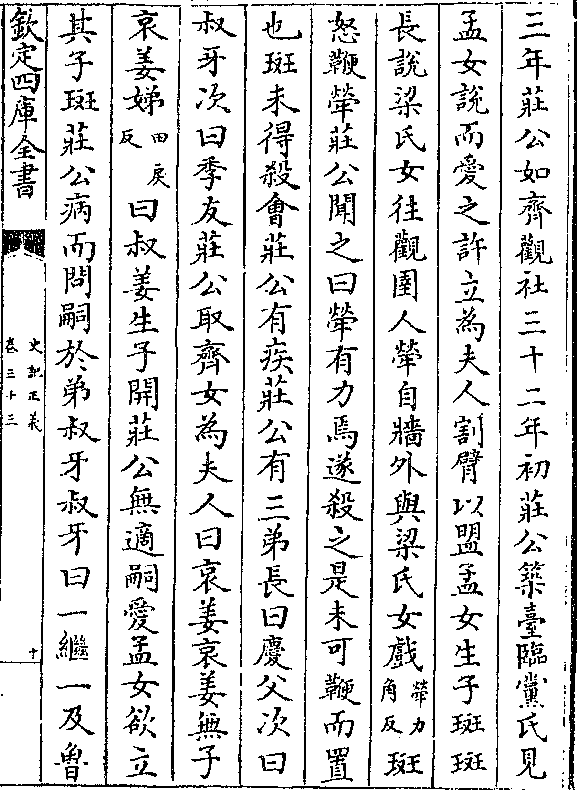 三年莊公如齊觀社三十二年初莊公築臺臨黨氏見
孟女說而愛之許立為夫人割臂以盟孟女生子斑斑
長說梁氏女往觀圉人犖自牆外與梁氏女戲犖力角反斑
怒鞭犖莊公聞之曰犖有力焉遂殺之是未可鞭而置
也斑未得殺會莊公有疾莊公有三弟長曰慶父次曰
叔牙次曰季友莊公取齊女為夫人曰哀姜哀姜無子
哀姜娣田戾反曰叔姜生子開莊公無適嗣愛孟女欲立
其子斑莊公病而問嗣於弟叔牙叔牙曰一繼一及魯
欽定四庫全書
史記正義
卷三十三
十